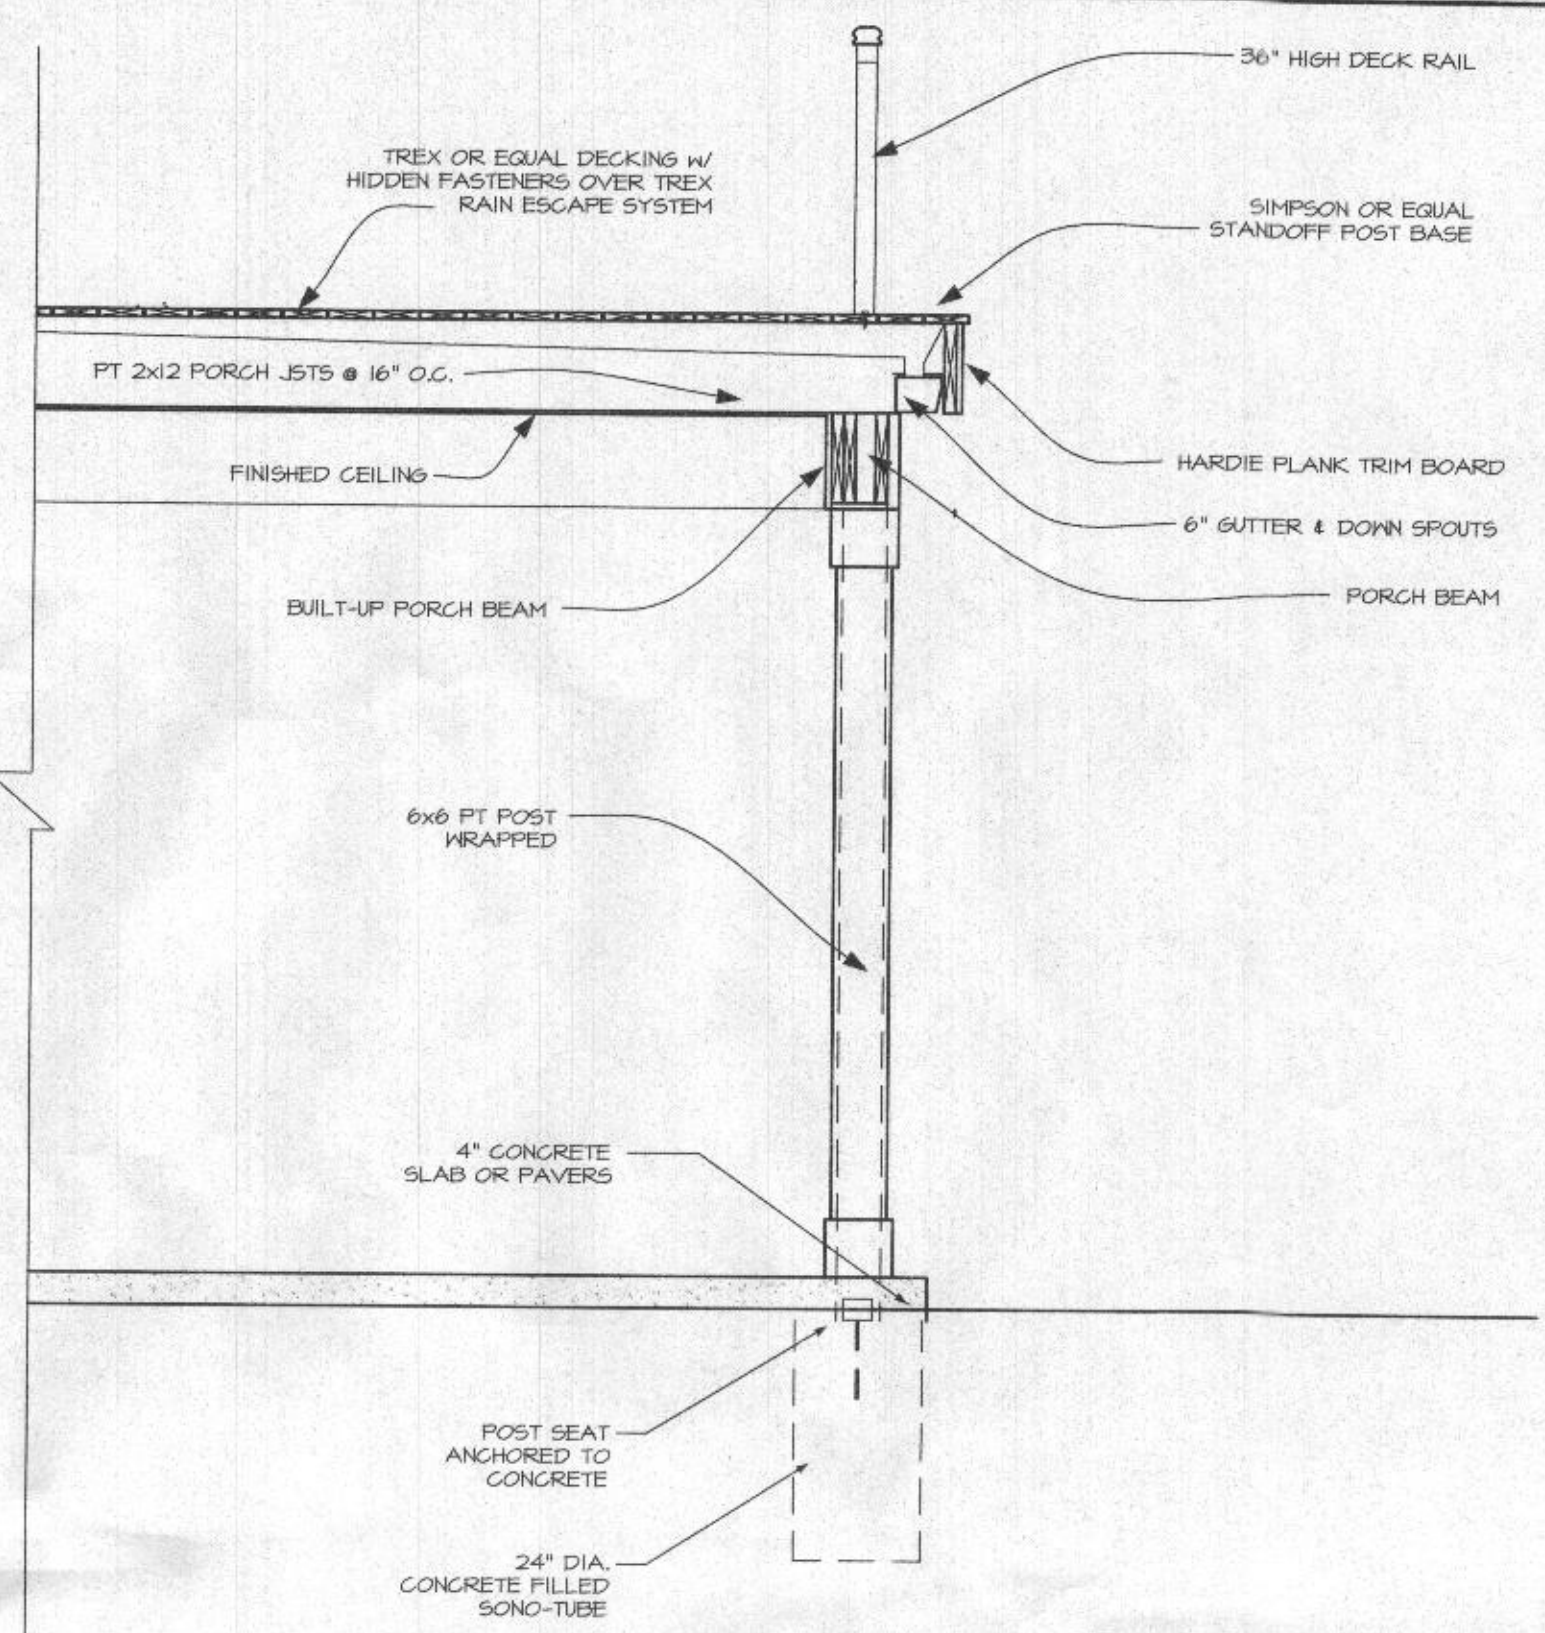 36" HIGH DECK RAIL
TREX OR EQUAL DECKING W/
HIDDEN FASTENERS OVER TREX
RAIN ESCAPE SYSTEM
SIMPSON OR EQUAL
STANDOFF POST BASE
PT 2x12 PORCH JSTS @ 16" O.C.
FINISHED CEILING
HARDIE PLANK TRIM BOARD
6" GUTTER & DOWN SPOUTS
BUILT-UP PORCH BEAM
PORCH BEAM
6x6 PT POST
WRAPPED
4" CONCRETE
SLAB OR PAVERS
POST SEAT
ANCHORED TO
CONCRETE
24" DIA.
CONCRETE FILLED
SONO-TUBE